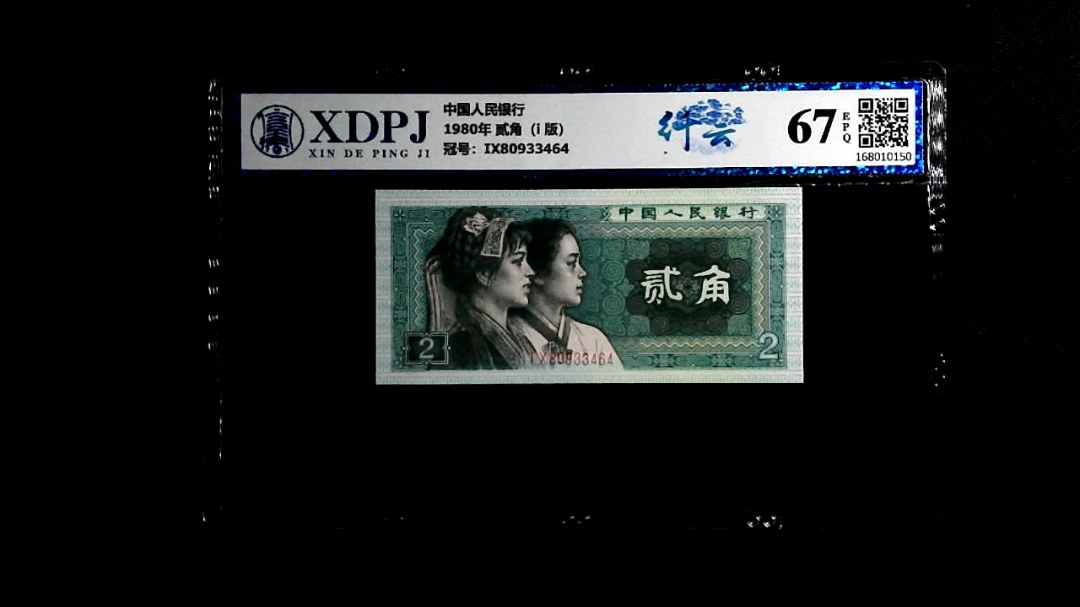 XDPJ
XIN DE PING JI
中国人民银行
1980年 贰角（i 版）
冠号：IX80933464
纤云
67
EPQ
168010150
中国人民银行
贰角
2
2
IX80933464